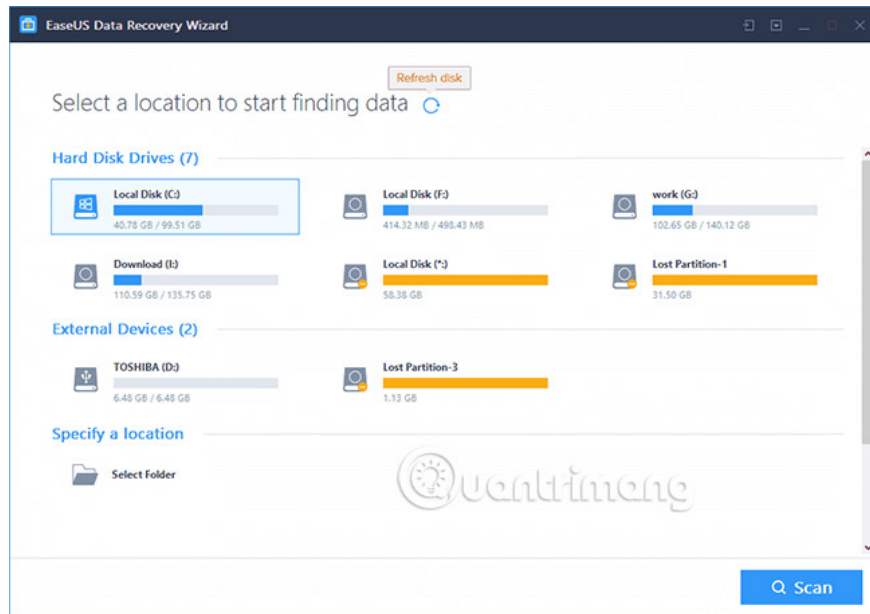 EaseUS Data Recovery Wizard
Refresh disk
Select a location to start finding data
Hard Disk Drives (7)
Local Disk (C:)
40.78 GB / 99.51 GB
Local Disk (F:)
414.32 MB / 498.43 MB
work (G:)
102.65 GB / 140.12 GB
Download (I:)
110.59 GB / 135.75 GB
Local Disk (*:)
58.38 GB
Lost Partition-1
31.50 GB
External Devices (2)
TOSHIBA (D:)
6.48 GB / 6.48 GB
Lost Partition-3
1.13 GB
Specify a location
Select Folder
Quantrimang
Scan